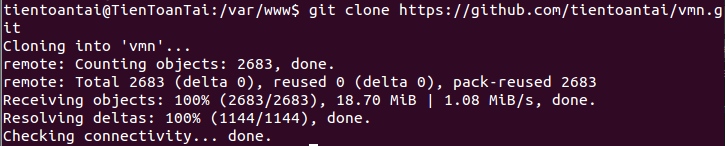 tientoantai@TienToanTai:/var/www$ git clone https://github.com/tientoantai/vmn.g
it
Cloning into 'vmn'...
remote: Counting objects: 2683, done.
remote: Total 2683 (delta 0), reused 0 (delta 0), pack-reused 2683
Receiving objects: 100% (2683/2683), 18.70 MiB | 1.08 MiB/s, done.
Resolving deltas: 100% (1144/1144), done.
Checking connectivity... done.